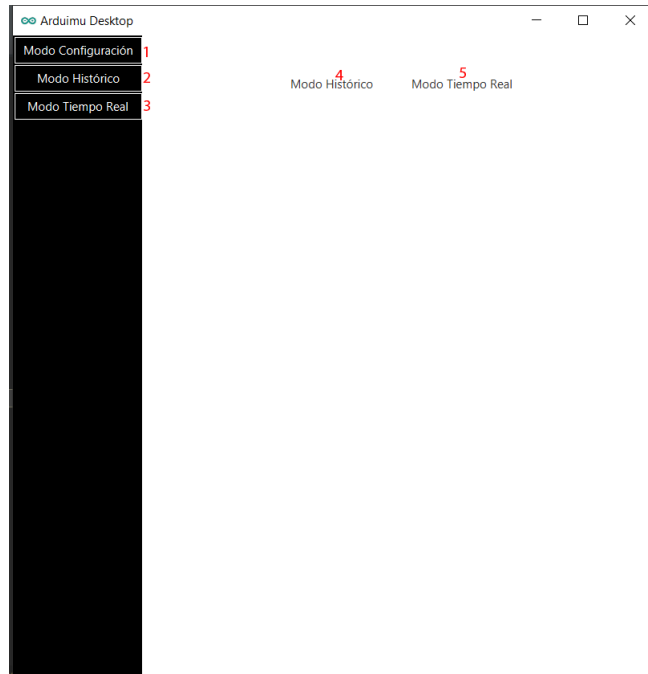 Arduimu Desktop
Modo Configuración 1
Modo Histórico 2
Modo Tiempo Real 3
4 5
Modo Histórico Modo Tiempo Real